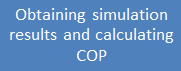 Obtaining simulation
results and calculating
COP